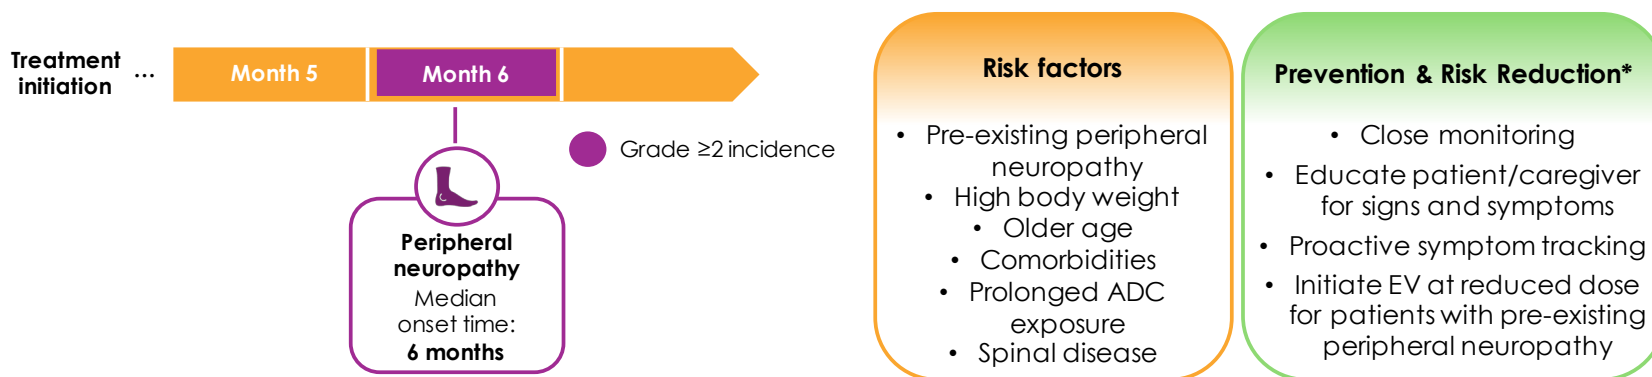 Treatment
initiation
...
Month 5
Month 6
Grade ≥2 incidence
Peripheral
neuropathy
Median
onset time:
6 months
Risk factors
• Pre-existing peripheral
neuropathy
• High body weight
• Older age
• Comorbidities
• Prolonged ADC
exposure
• Spinal disease
Prevention & Risk Reduction*
• Close monitoring
• Educate patient/caregiver
for signs and symptoms
• Proactive symptom tracking
• Initiate EV at reduced dose
for patients with pre-existing
peripheral neuropathy